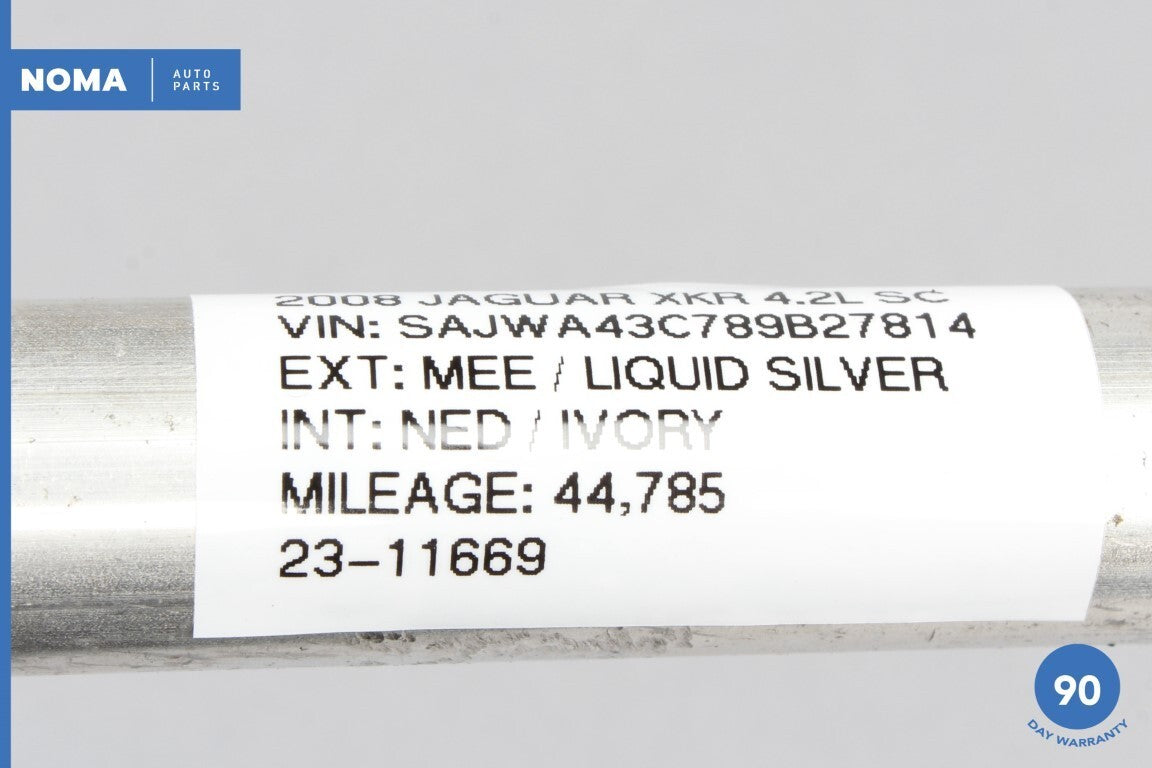 NOMA
AUTO
PARTS
2008 JAGUAR XKR 4.2L SC
VIN: SAJWA43C789B27814
EXT: MEE / LIQUID SILVER
INT: NED / IVORY
MILEAGE: 44,785
23-11669
90
DAY WARRANTY